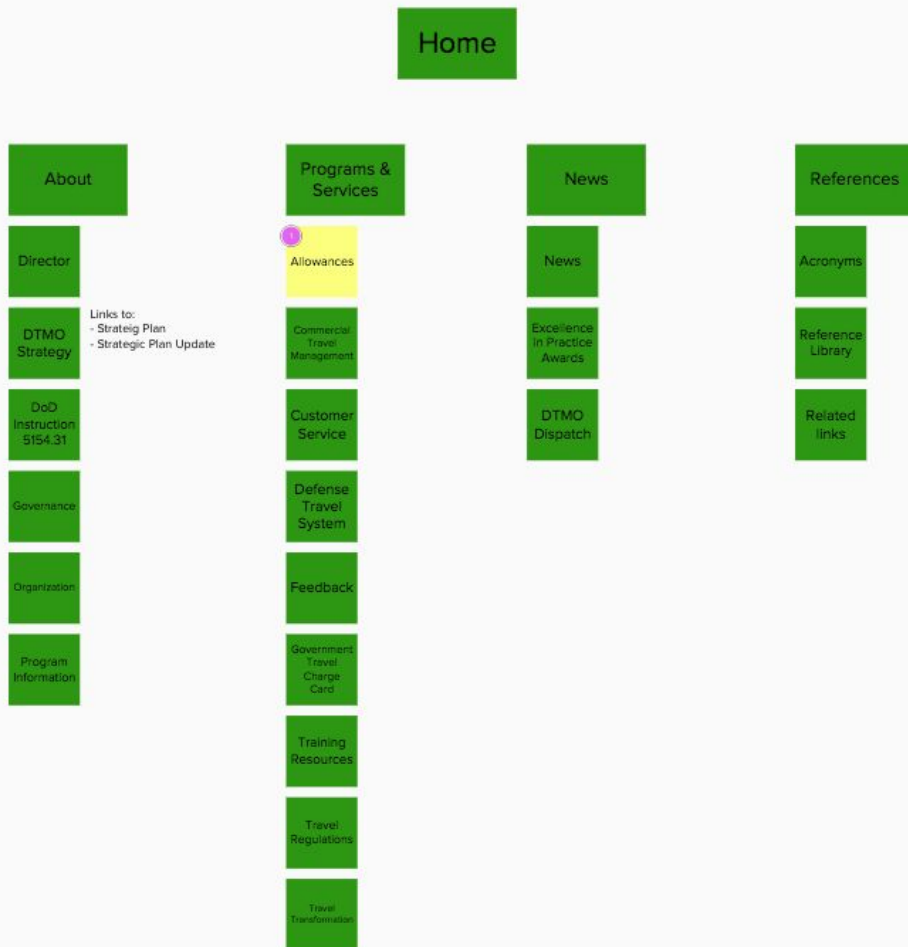 Home
About
Programs &
Services
News
References
Director
1
Allowances
News
Acronyms
DTMO
Strategy
Links to:
- Strateig Plan
- Strategic Plan Update
Commercial
Travel
Management
Excellence
in Practice
Awards
Reference
Library
DoD
Instruction
5154.31
Customer
Service
DTMO
Dispatch
Related
links
Governance
Defense
Travel
System
Organization
Feedback
Program
Information
Government
Travel
Charge
Card
Training
Resources
Travel
Regulations
Travel
Transformation